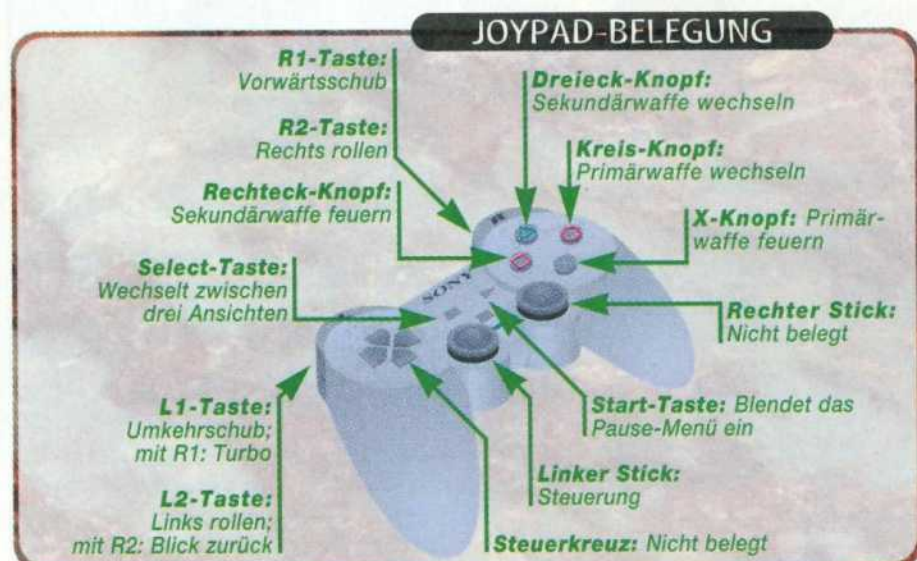 JOYPAD-BELEGUNG
R1-Taste:
Vorwärtsschub
R2-Taste:
Rechts rollen
Rechteck-Knopf:
Sekundärwaffe feuern
Select-Taste:
Wechselt zwischen
drei Ansichten
L1-Taste:
Umkehrschub;
mit R1: Turbo
L2-Taste:
Links rollen;
mit R2: Blick zurück
Dreieck-Knopf:
Sekundärwaffe wechseln
Kreis-Knopf:
Primärwaffe wechseln
X-Knopf: Primär-
waffe feuern
Rechter Stick:
Nicht belegt
Start-Taste: Blendet das
Pause-Menü ein
Linker Stick:
Steuerung
Steuerkreuz: Nicht belegt
SONY